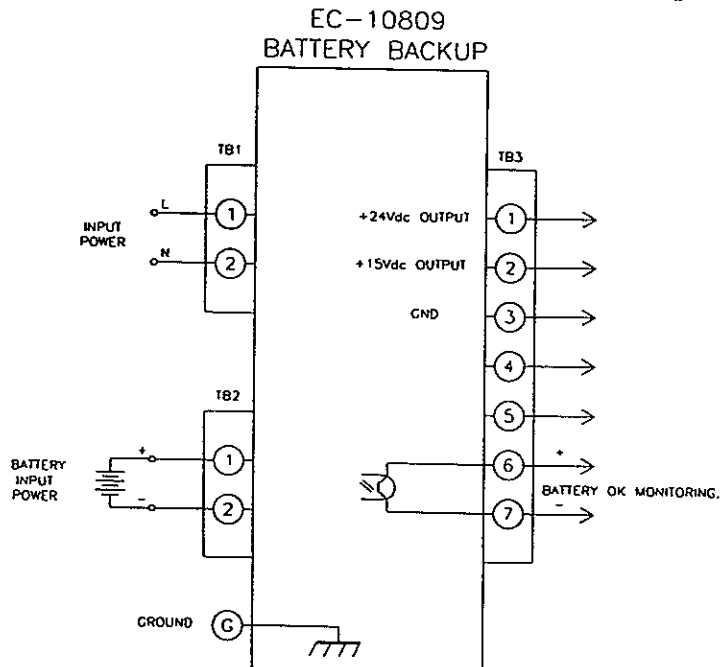 EC-10809
BATTERY BACKUP
TB1
L
1
INPUT
POWER
N
2
TB2
+
1
BATTERY
INPUT
POWER
-
2
GROUND
G
TB3
+24Vdc OUTPUT
1
+15Vdc OUTPUT
2
GND
3
4
5
6
+
BATTERY OK MONITORING.
7
-